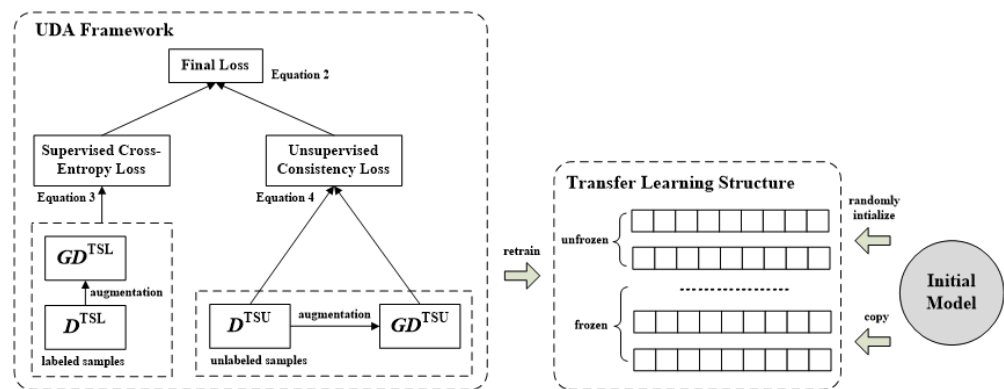 UDA Framework
Final Loss
Equation 2
Supervised Cross-
Entropy Loss
Unsupervised
Consistency Loss
Equation 3
Equation 4
GD^TSL
augmentation
D^TSL
labeled samples
D^TSU
augmentation
GD^TSU
unlabeled samples
retrain
Transfer Learning Structure
unfrozen
frozen
randomly
intialize
copy
Initial
Model